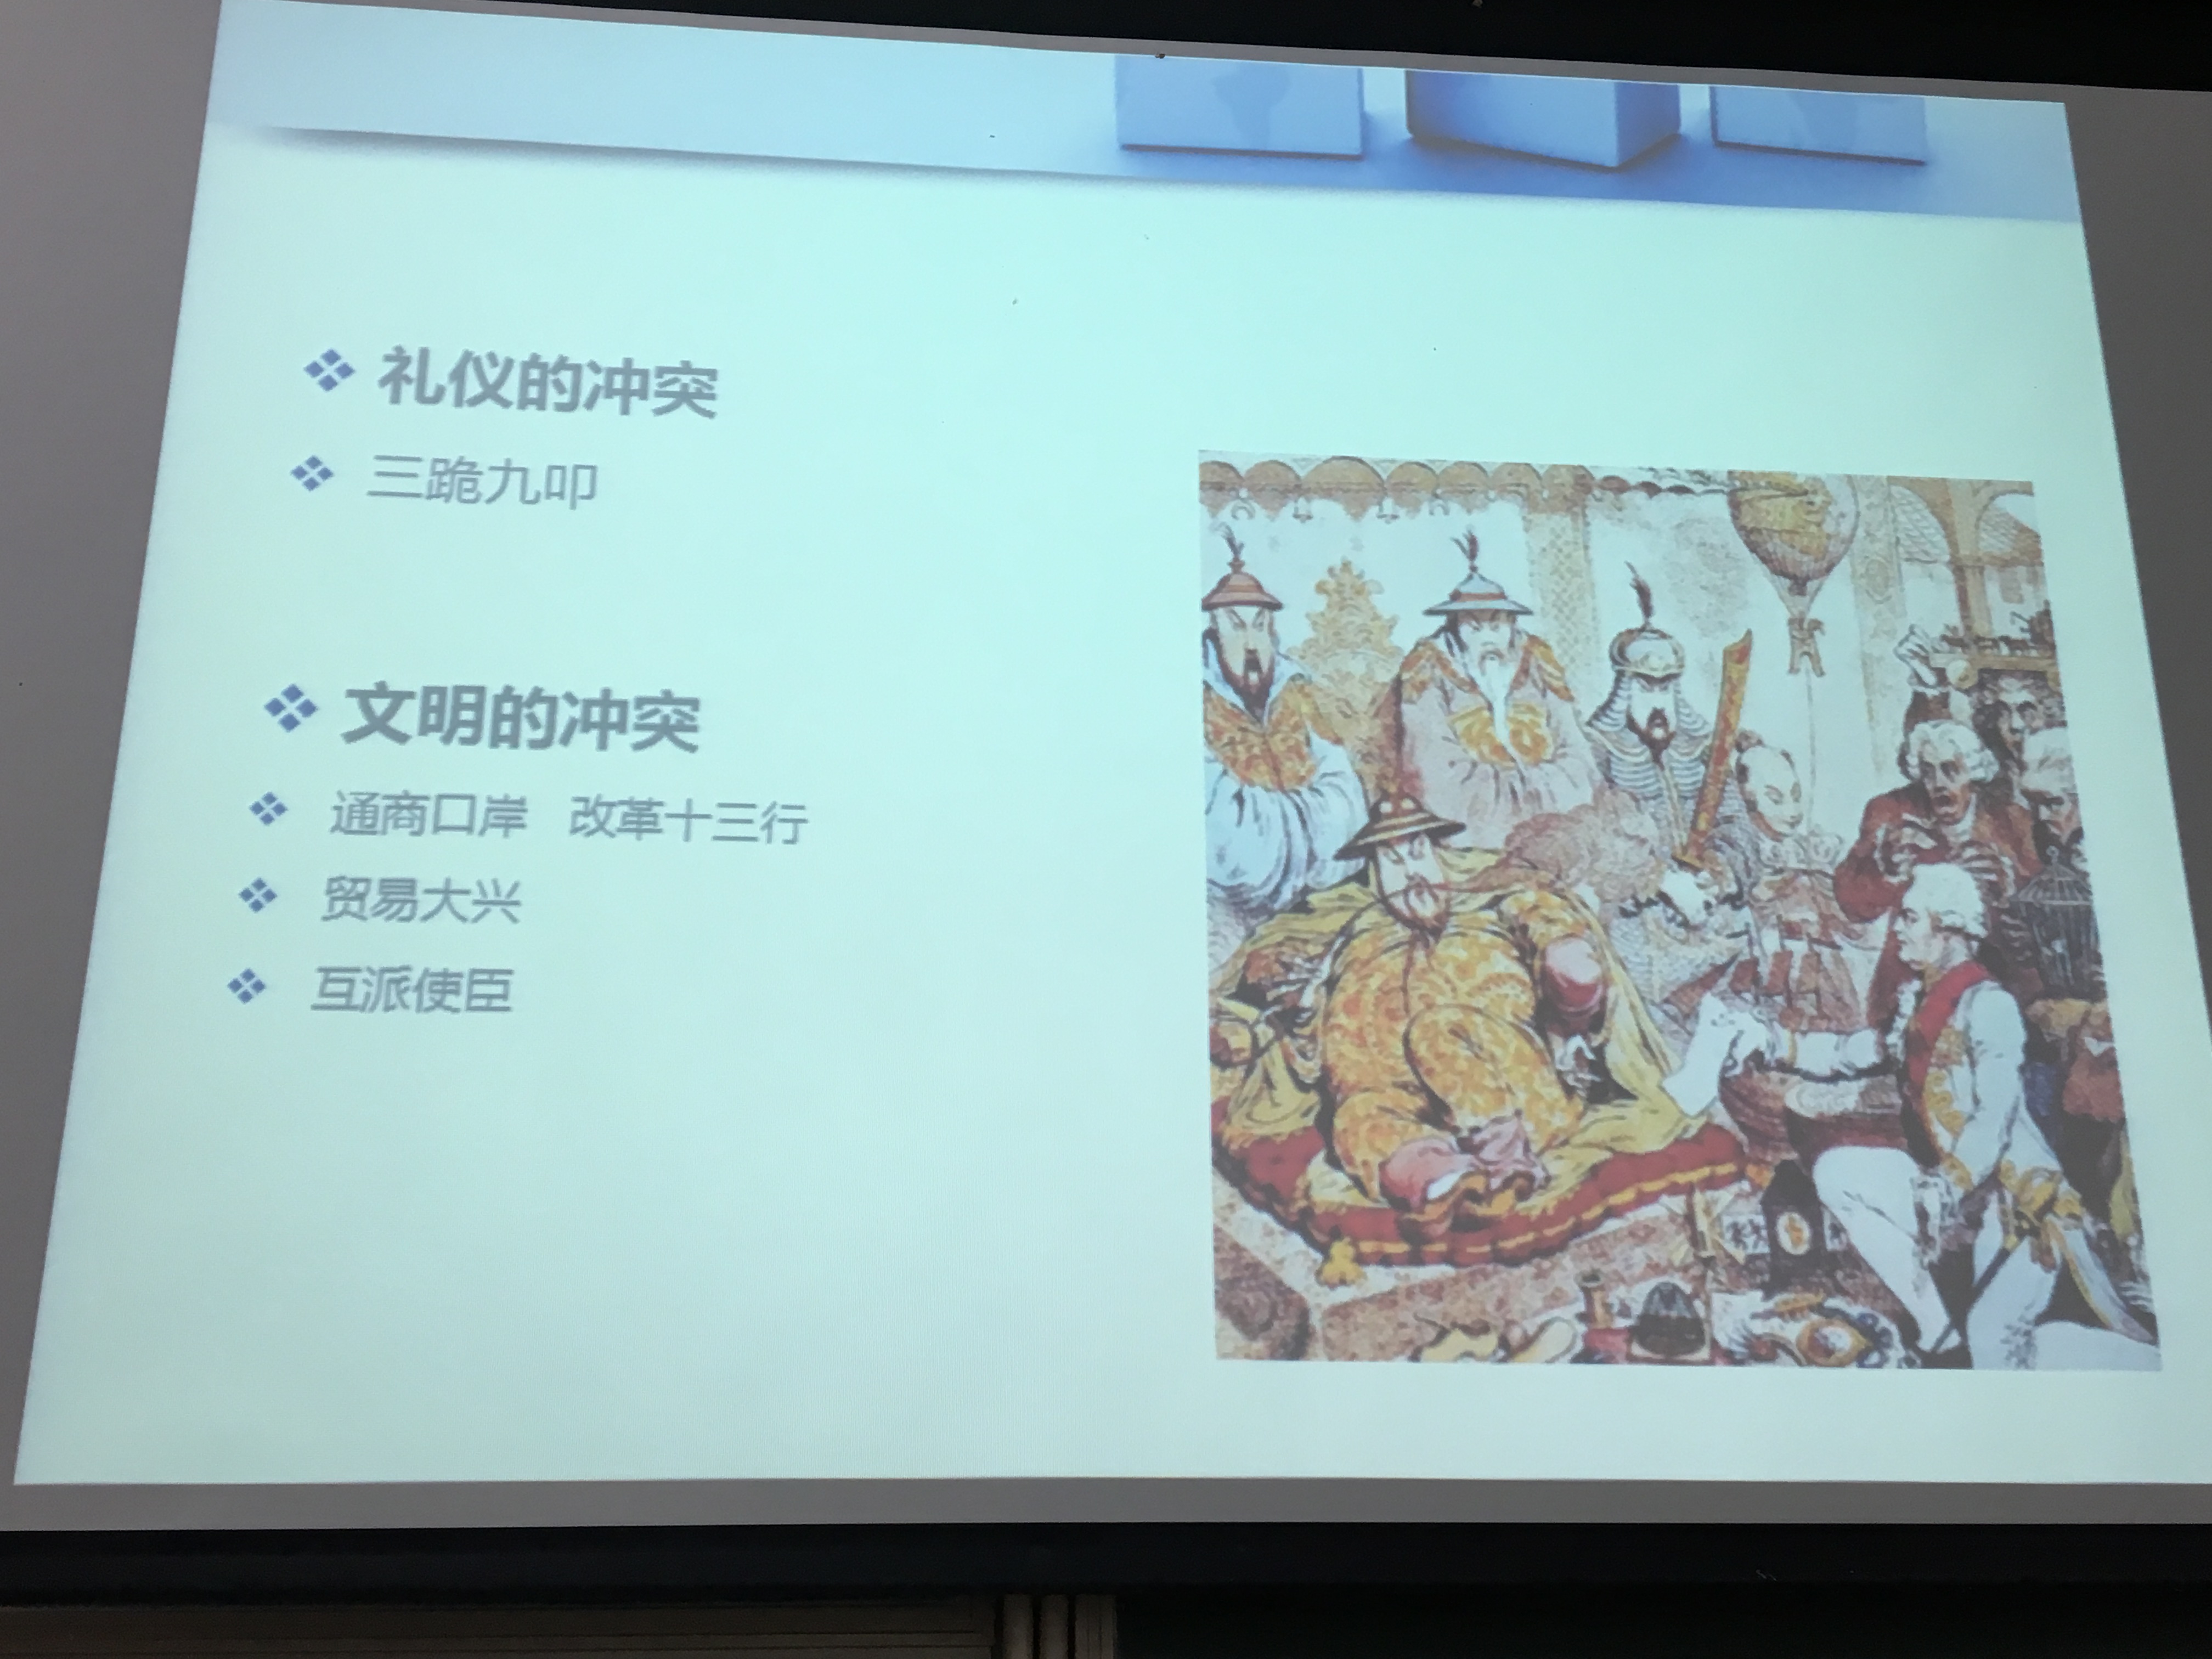 礼仪的冲突
三跪九叩
文明的冲突
通商口岸 改革十三行
贸易大兴
互派使臣